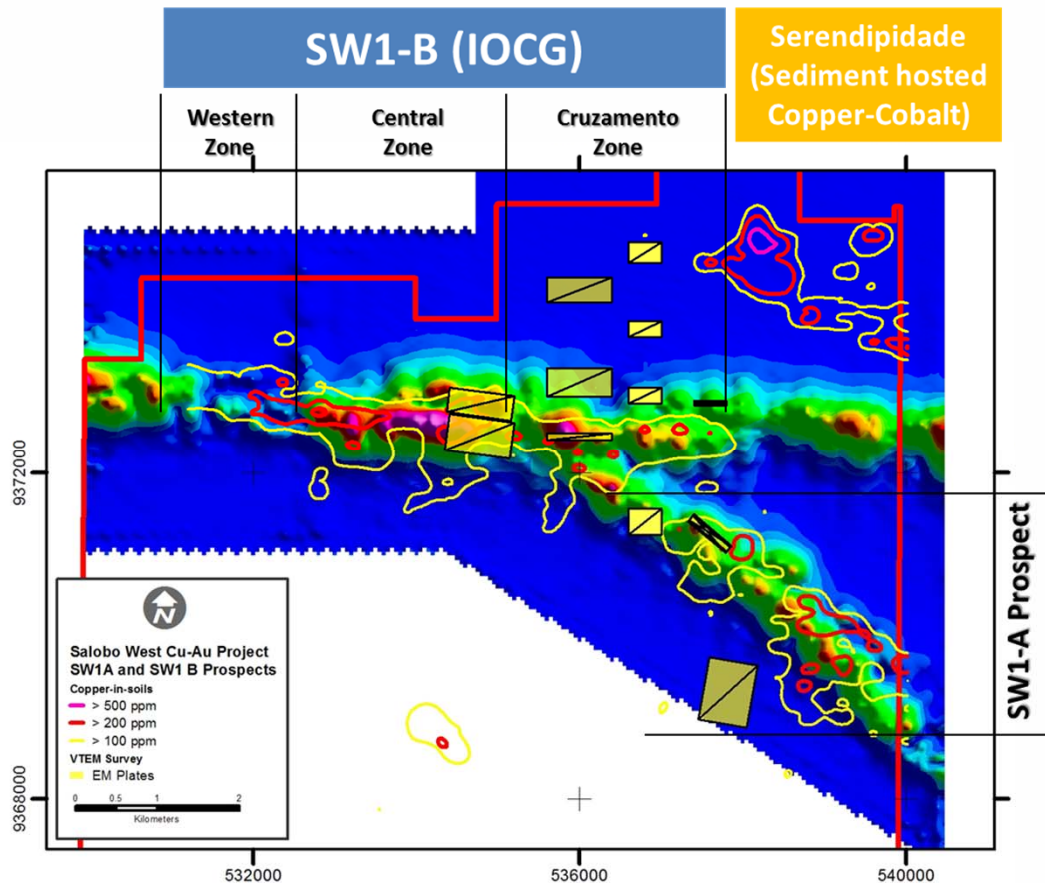 SW1-B (IOCG)
Serendipidade
(Sediment hosted
Copper-Cobalt)
Western
Zone
Central
Zone
Cruzamento
Zone
9372000
9368000
SW1-A Prospect
N
Salobo West Cu-Au Project
SW1A and SW1 B Prospects
Copper-in-soils
> 500 ppm
> 200 ppm
> 100 ppm
VTEM Survey
EM Plates
0 0.5 1 2
Kilometers
532000 536000 540000